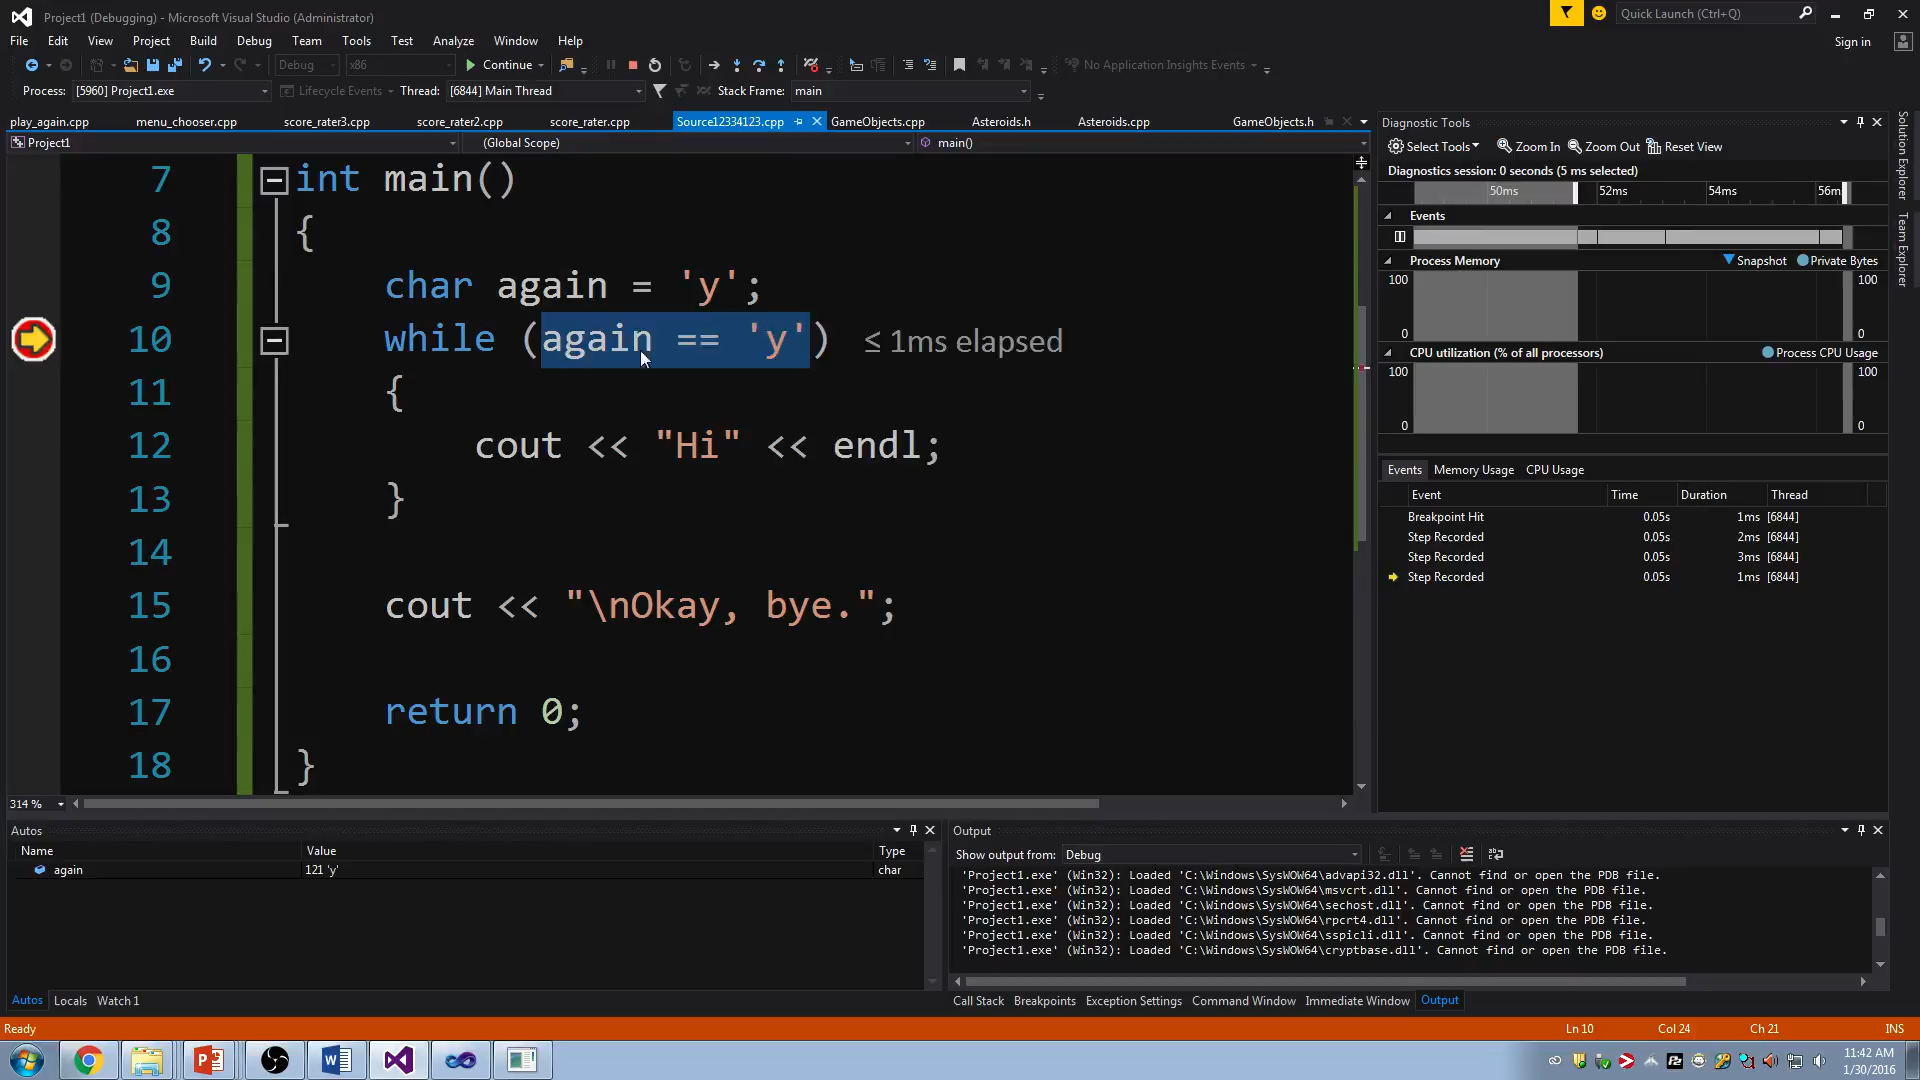 Project1 (Debugging) - Microsoft Visual Studio (Administrator)
Quick Launch (Ctrl+Q)
File Edit View Project Build Debug Team Tools Test Analyze Window Help
Sign in
Debug x86 Continue No Application Insights Events
Process: [5960] Project1.exe Lifecycle Events Thread: [6844] Main Thread Stack Frame: main
play_again.cpp menu_chooser.cpp score_rater3.cpp score_rater2.cpp score_rater.cpp Source12334123.cpp GameObjects.cpp Asteroids.h Asteroids.cpp GameObjects.h
Project1 (Global Scope) main()
7 int main()
8 {
9 char again = 'y';
10 while (again == 'y') ≤ 1ms elapsed
11 {
12 cout << "Hi" << endl;
13 }
14
15 cout << "\nOkay, bye.";
16
17 return 0;
18 }
314 %
Diagnostic Tools
Select Tools Zoom In Zoom Out Reset View
Diagnostics session: 0 seconds (5 ms selected)
50ms 52ms 54ms 56m
Events
Process Memory Snapshot Private Bytes
100 100
0 0
CPU utilization (% of all processors) Process CPU Usage
100 100
0 0
Events Memory Usage CPU Usage
Event Time Duration Thread
Breakpoint Hit 0.05s 1ms [6844]
Step Recorded 0.05s 2ms [6844]
Step Recorded 0.05s 3ms [6844]
Step Recorded 0.05s 1ms [6844]
Solution Explorer
Team Explorer
Autos
Name Value Type
again 121 'y' char
Autos Locals Watch 1
Output
Show output from: Debug
'Project1.exe' (Win32): Loaded 'C:\Windows\SysWOW64\advapi32.dll'. Cannot find or open the PDB file.
'Project1.exe' (Win32): Loaded 'C:\Windows\SysWOW64\msvcrt.dll'. Cannot find or open the PDB file.
'Project1.exe' (Win32): Loaded 'C:\Windows\SysWOW64\sechost.dll'. Cannot find or open the PDB file.
'Project1.exe' (Win32): Loaded 'C:\Windows\SysWOW64\rpcrt4.dll'. Cannot find or open the PDB file.
'Project1.exe' (Win32): Loaded 'C:\Windows\SysWOW64\sspicli.dll'. Cannot find or open the PDB file.
'Project1.exe' (Win32): Loaded 'C:\Windows\SysWOW64\cryptbase.dll'. Cannot find or open the PDB file.
Call Stack Breakpoints Exception Settings Command Window Immediate Window Output
Ready Ln 10 Col 24 Ch 21 INS
11:42 AM
1/30/2016